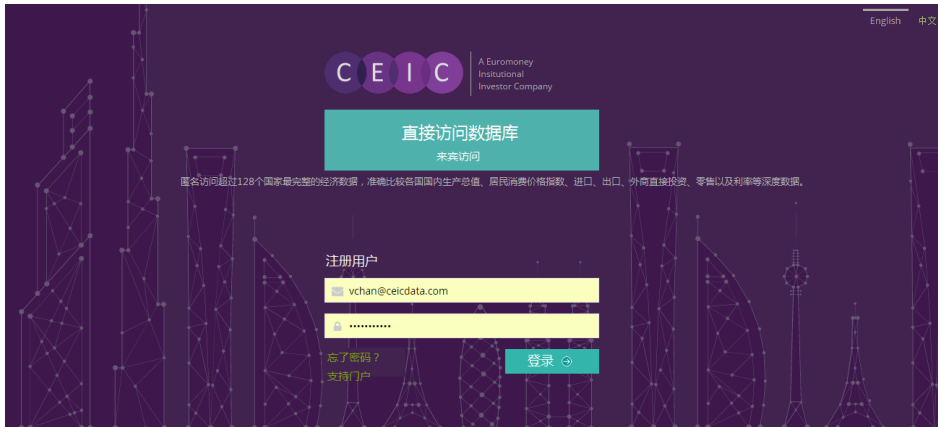 English 中文
CEIC
A Euromoney
Insitutional
Investor Company
直接访问数据库
来宾访问
匿名访问超过128个国家最完整的经济数据，准确比较各国国内生产总值、居民消费价格指数、进口、出口、外商直接投资、零售以及利率等深度数据。
注册用户
vchan@ceicdata.com
•••••••••••
忘了密码？
登录
支持门户